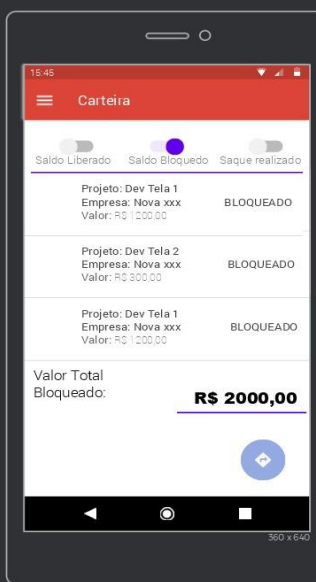 15:45
Carteira
Saldo Liberado Saldo Bloquedo Saque realizado
Projeto: Dev Tela 1
Empresa: Nova xxx
Valor: R$ 1200,00
BLOQUEADO
Projeto: Dev Tela 2
Empresa: Nova xxx
Valor: R$ 300,00
BLOQUEADO
Projeto: Dev Tela 1
Empresa: Nova xxx
Valor: R$ 1200,00
BLOQUEADO
Valor Total
Bloqueado:
R$ 2000,00
360 x 640